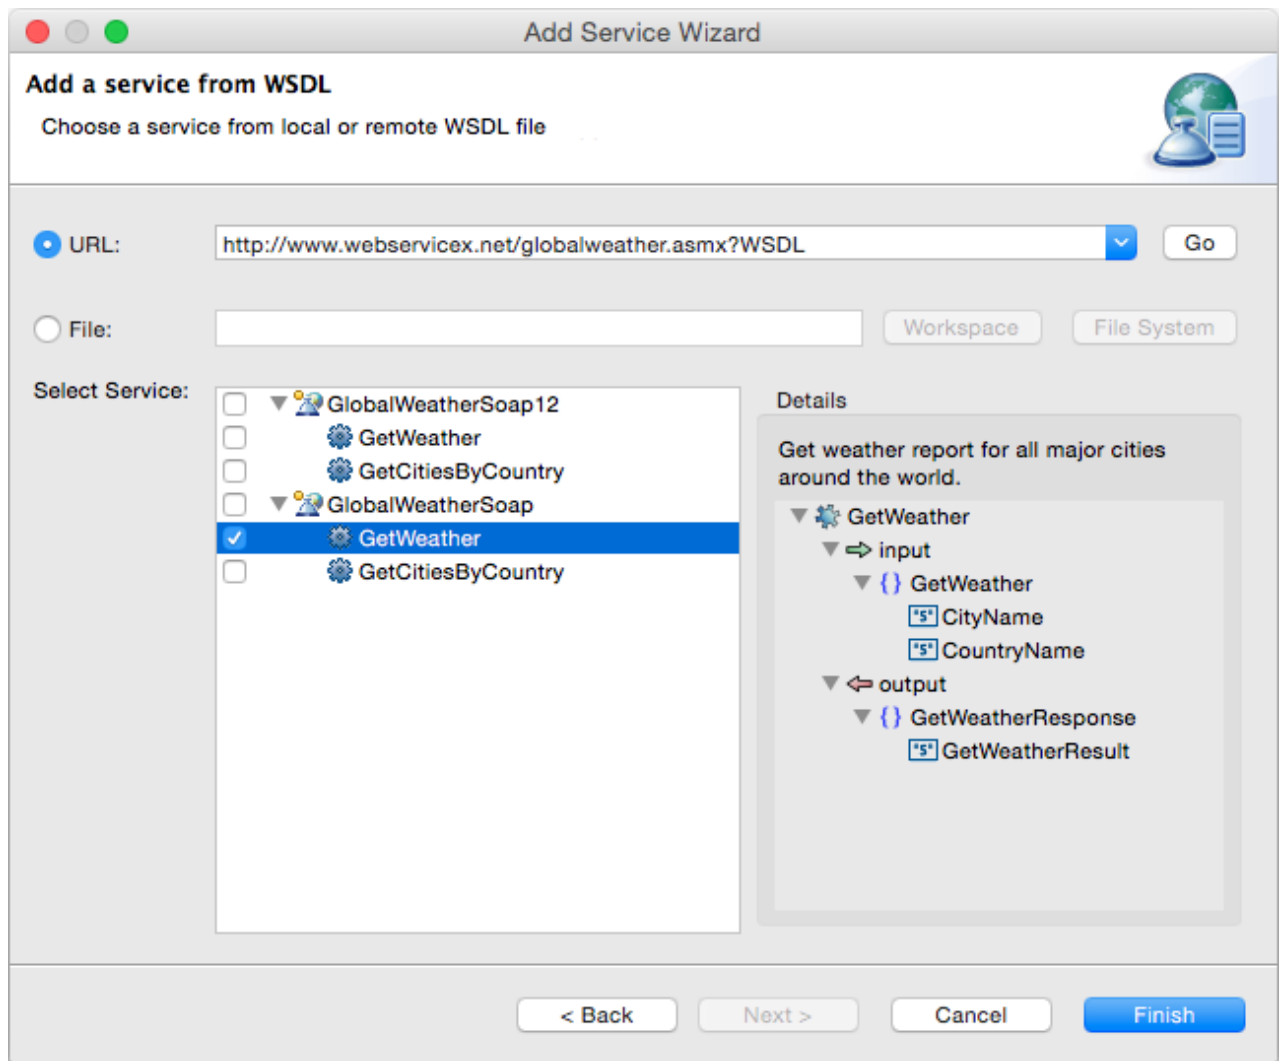 Add Service Wizard
Add a service from WSDL
Choose a service from local or remote WSDL file
URL: http://www.webservicex.net/globalweather.asmx?WSDL Go
File: Workspace File System
Select Service:
GlobalWeatherSoap12
GetWeather
GetCitiesByCountry
GlobalWeatherSoap
GetWeather
GetCitiesByCountry
Details
Get weather report for all major cities
around the world.
GetWeather
input
{} GetWeather
"S" CityName
"S" CountryName
output
{} GetWeatherResponse
"S" GetWeatherResult
< Back Next > Cancel Finish